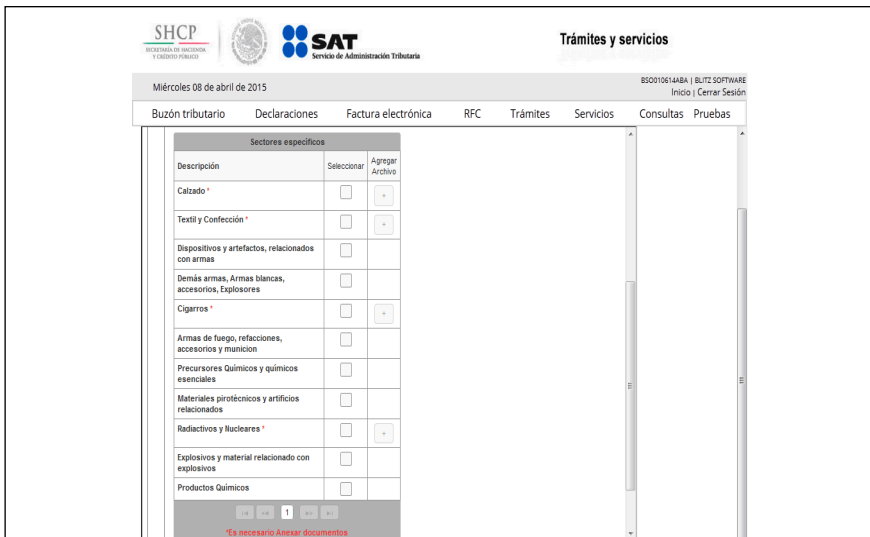 SHCP
SECRETARÍA DE HACIENDA
Y CRÉDITO PÚBLICO
SAT
Servicio de Administración Tributaria
Trámites y servicios
Miércoles 08 de abril de 2015
BSO010614ABA | BLITZ SOFTWARE
Inicio | Cerrar Sesión
Buzón tributario Declaraciones Factura electrónica RFC Trámites Servicios Consultas Pruebas
Sectores específicos
Descripción Seleccionar Agregar
Archivo
Calzado * +
Textil y Confección * +
Dispositivos y artefactos, relacionados
con armas
Demás armas, Armas blancas,
accesorios, Explosores
Cigarros * +
Armas de fuego, refacciones,
accesorios y municion
Precursores Químicos y químicos
esenciales
Materiales pirotécnicos y artificios
relacionados
Radiactivos y Nucleares * +
Explosivos y material relacionado con
explosivos
Productos Químicos
1
*Es necesario Anexar documentos